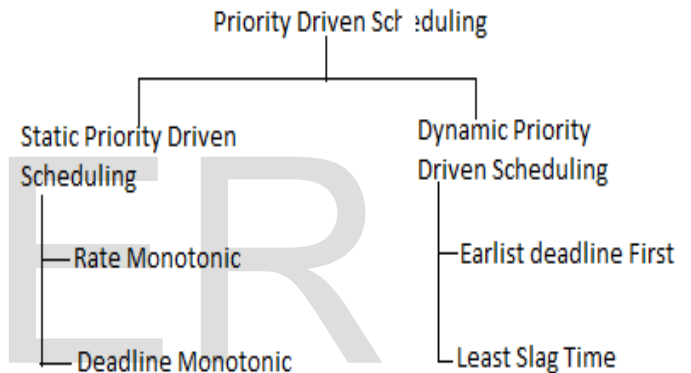 Priority Driven Scheduling
Static Priority Driven
Scheduling
Rate Monotonic
Deadline Monotonic
Dynamic Priority
Driven Scheduling
Earlist deadline First
Least Slag Time
ER